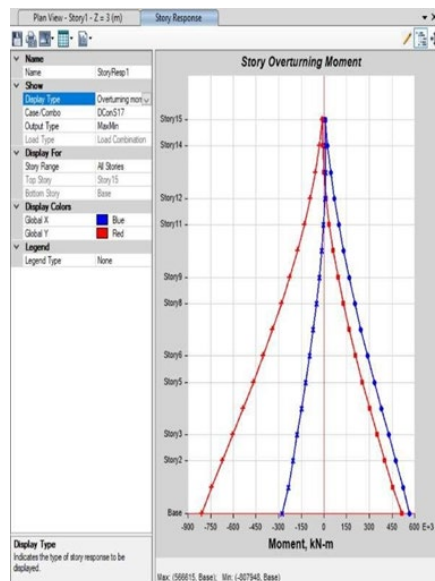 Plan View - Story1 - Z = 3 (m)
Story Response
Name
Name StoryResp1
Show
Display Type Overturning mom
Case/Combo DConS17
Output Type MaxMin
Load Type Load Combination
Display For
Story Range All Stories
Top Story Story15
Bottom Story Base
Display Colors
Global X Blue
Global Y Red
Legend
Legend Type None
Display Type
Indicates the type of story response to be
displayed.
Story Overturning Moment
Story15
Story14
Story12
Story11
Story9
Story8
Story6
Story5
Story3
Story2
Base
-900 -750 -600 -450 -300 -150 0 150 300 450 600 E+3
Moment, kN-m
Max: (566615, Base); Min: (-807948, Base)